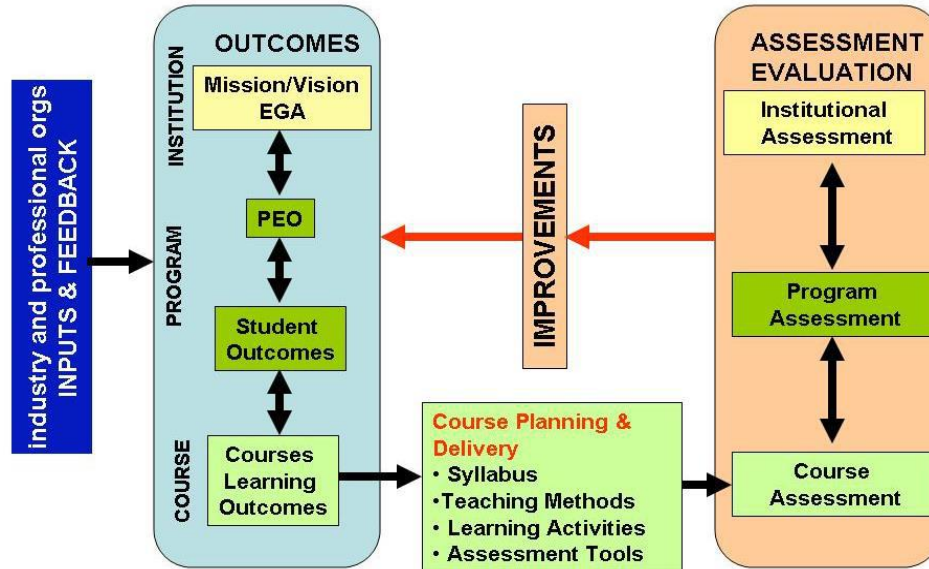 industry and professional orgs
INPUTS & FEEDBACK
OUTCOMES
INSTITUTION
Mission/Vision
EGA
PROGRAM
PEO
Student
Outcomes
COURSE
Courses
Learning
Outcomes
IMPROVEMENTS
Course Planning &
Delivery
• Syllabus
•Teaching Methods
• Learning Activities
• Assessment Tools
ASSESSMENT
EVALUATION
Institutional
Assessment
Program
Assessment
Course
Assessment